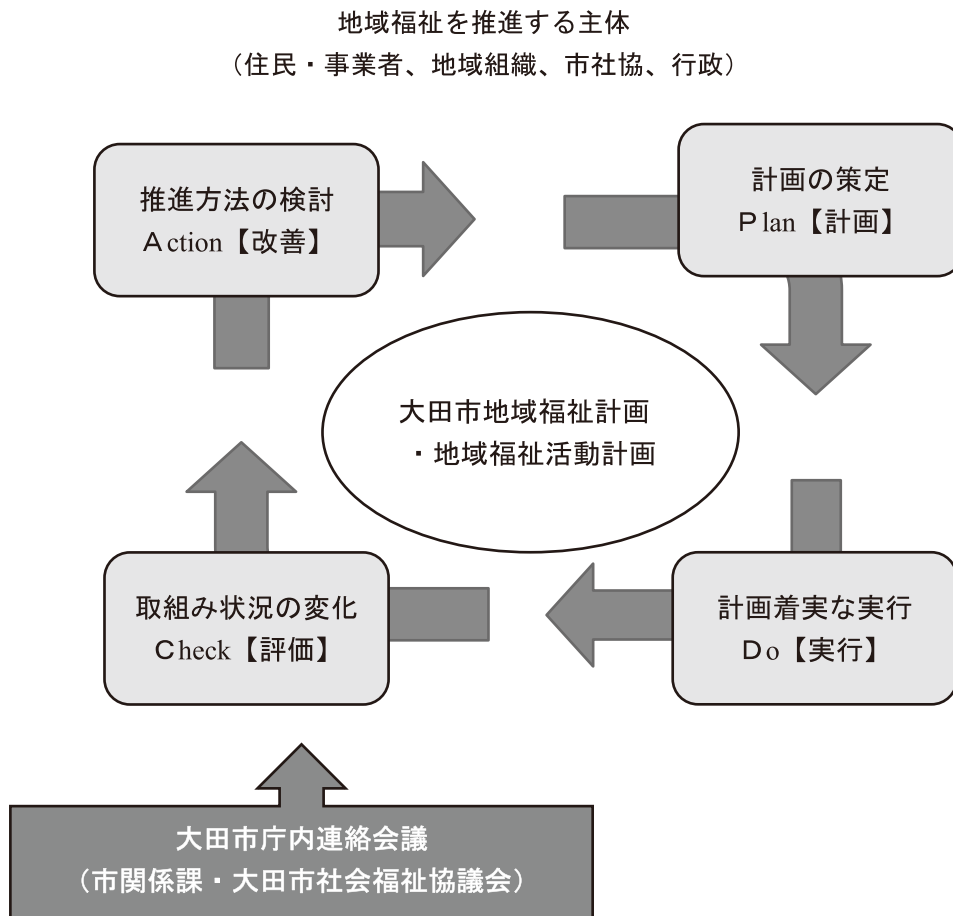 地域福祉を推進する主体
（住民・事業者、地域組織、市社協、行政）
推進方法の検討
Action【改善】
計画の策定
Plan【計画】
大田市地域福祉計画
・地域福祉活動計画
取組み状況の変化
Check【評価】
計画着実な実行
Do【実行】
大田市庁内連絡会議
（市関係課・大田市社会福祉協議会）